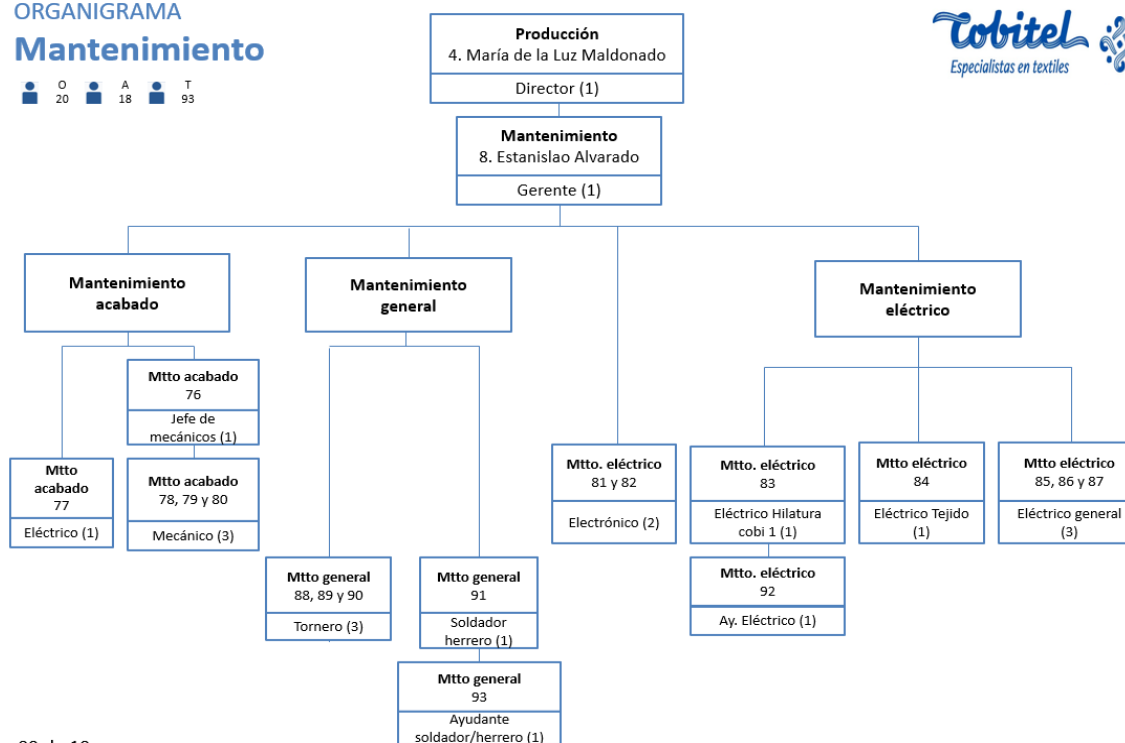 ORGANIGRAMA
Mantenimiento
O
20
A
18
T
93
Tobitel
Especialistas en textiles
Producción
4. María de la Luz Maldonado
Director (1)
Mantenimiento
8. Estanislao Alvarado
Gerente (1)
Mantenimiento
acabado
Mantenimiento
general
Mantenimiento
eléctrico
Mtto acabado
76
Jefe de
mecánicos (1)
Mtto
acabado
77
Eléctrico (1)
Mtto acabado
78, 79 y 80
Mecánico (3)
Mtto. eléctrico
81 y 82
Electrónico (2)
Mtto. eléctrico
83
Eléctrico Hilatura
cobi 1 (1)
Mtto eléctrico
84
Eléctrico Tejido
(1)
Mtto eléctrico
85, 86 y 87
Eléctrico general
(3)
Mtto general
88, 89 y 90
Tornero (3)
Mtto general
91
Soldador
herrero (1)
Mtto. eléctrico
92
Ay. Eléctrico (1)
Mtto general
93
Ayudante
soldador/herrero (1)